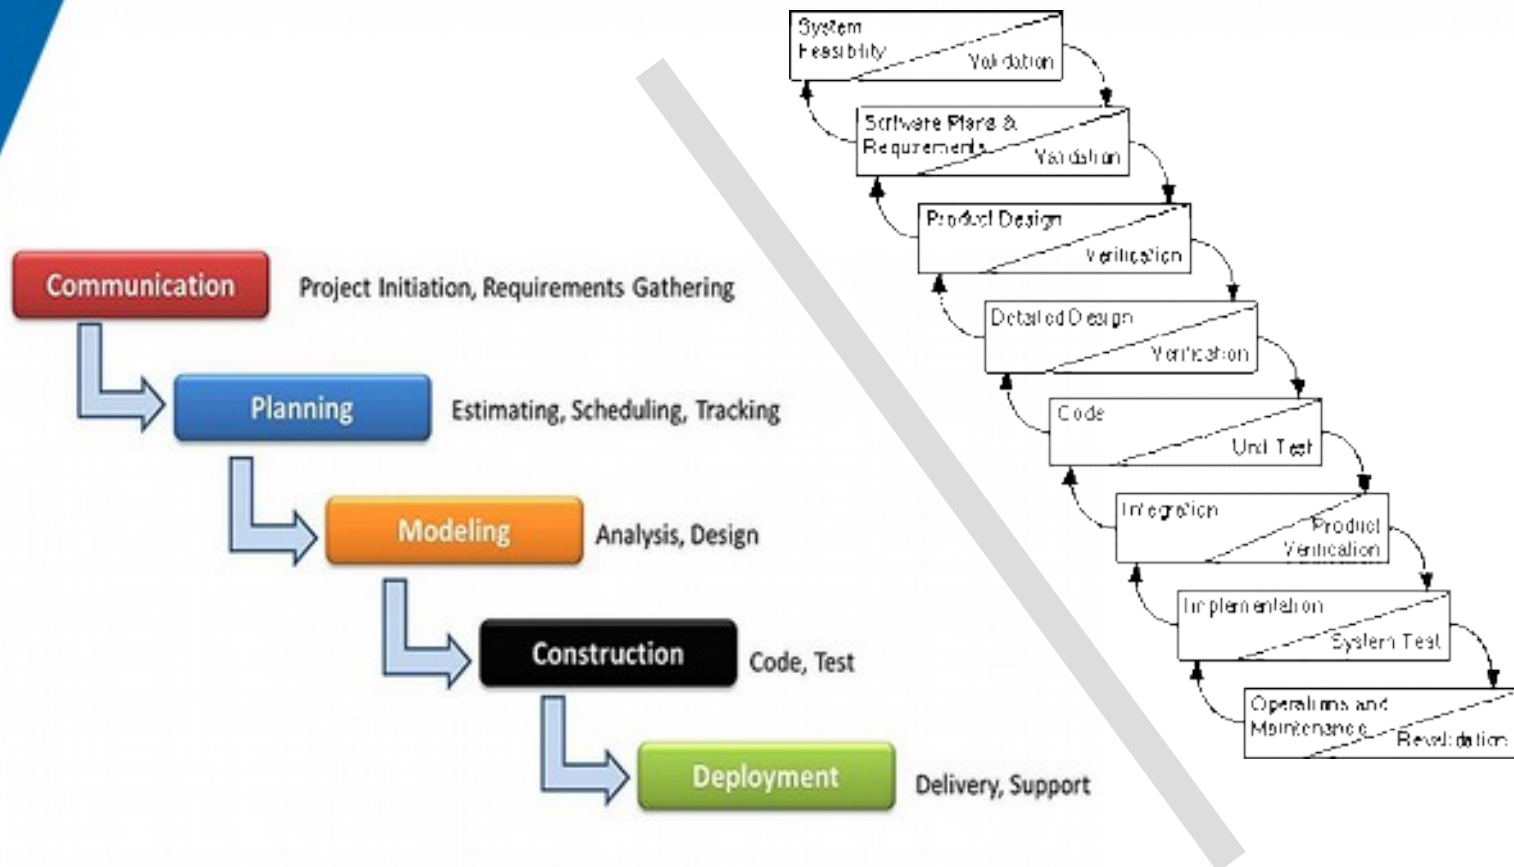 Communication
Project Initiation, Requirements Gathering
Planning
Estimating, Scheduling, Tracking
Modeling
Analysis, Design
Construction
Code, Test
Deployment
Delivery, Support
System
Feasibility
Validation
Software Plans &
Requirements
Validation
Product Design
Verification
Detailed Design
Verification
Code
Unit Test
Integration
Product
Verification
Implementation
System Test
Operations and
Maintenance
Revalidation